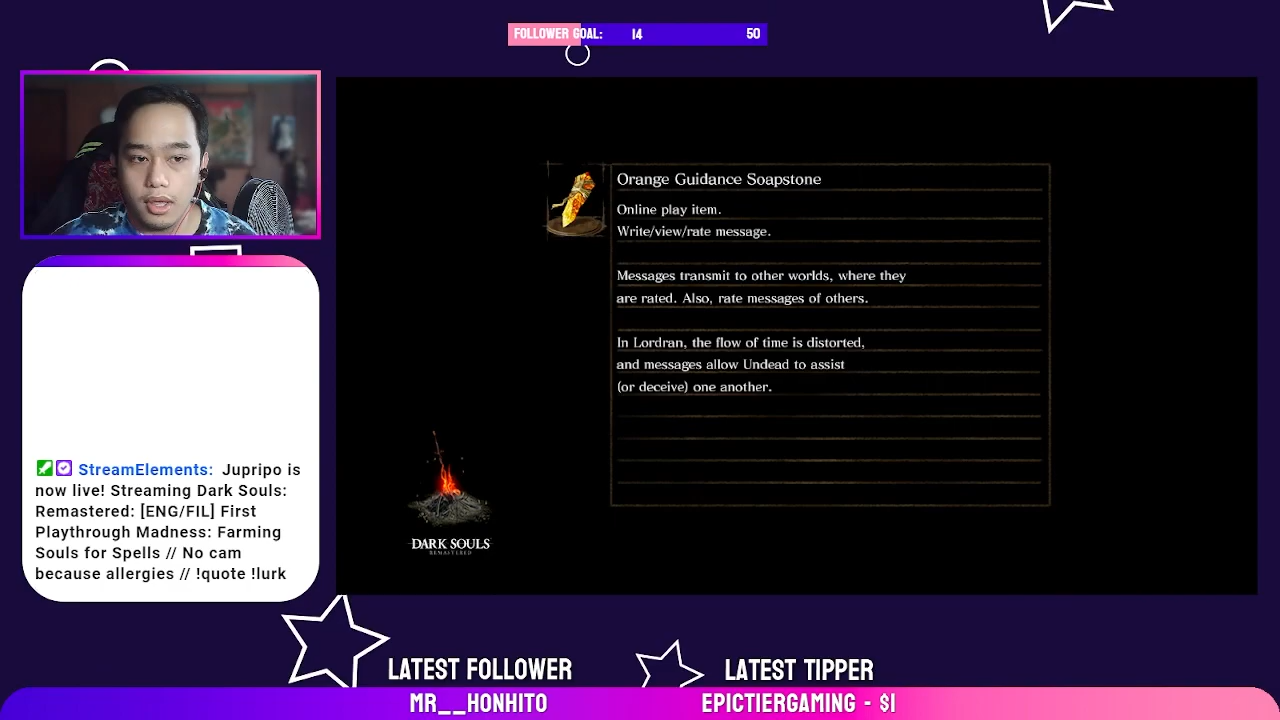 FOLLOWER GOAL: 14 50
Orange Guidance Soapstone
Online play item.
Write/view/rate message.
Messages transmit to other worlds, where they
are rated. Also, rate messages of others.
In Lordran, the flow of time is distorted,
and messages allow Undead to assist
(or deceive) one another.
DARK SOULS
REMASTERED
StreamElements: Jupripo is
now live! Streaming Dark Souls:
Remastered: [ENG/FIL] First
Playthrough Madness: Farming
Souls for Spells // No cam
because allergies // !quote !lurk
LATEST FOLLOWER
MR__HONHITO
LATEST TIPPER
EPICTIERGAMING - $1